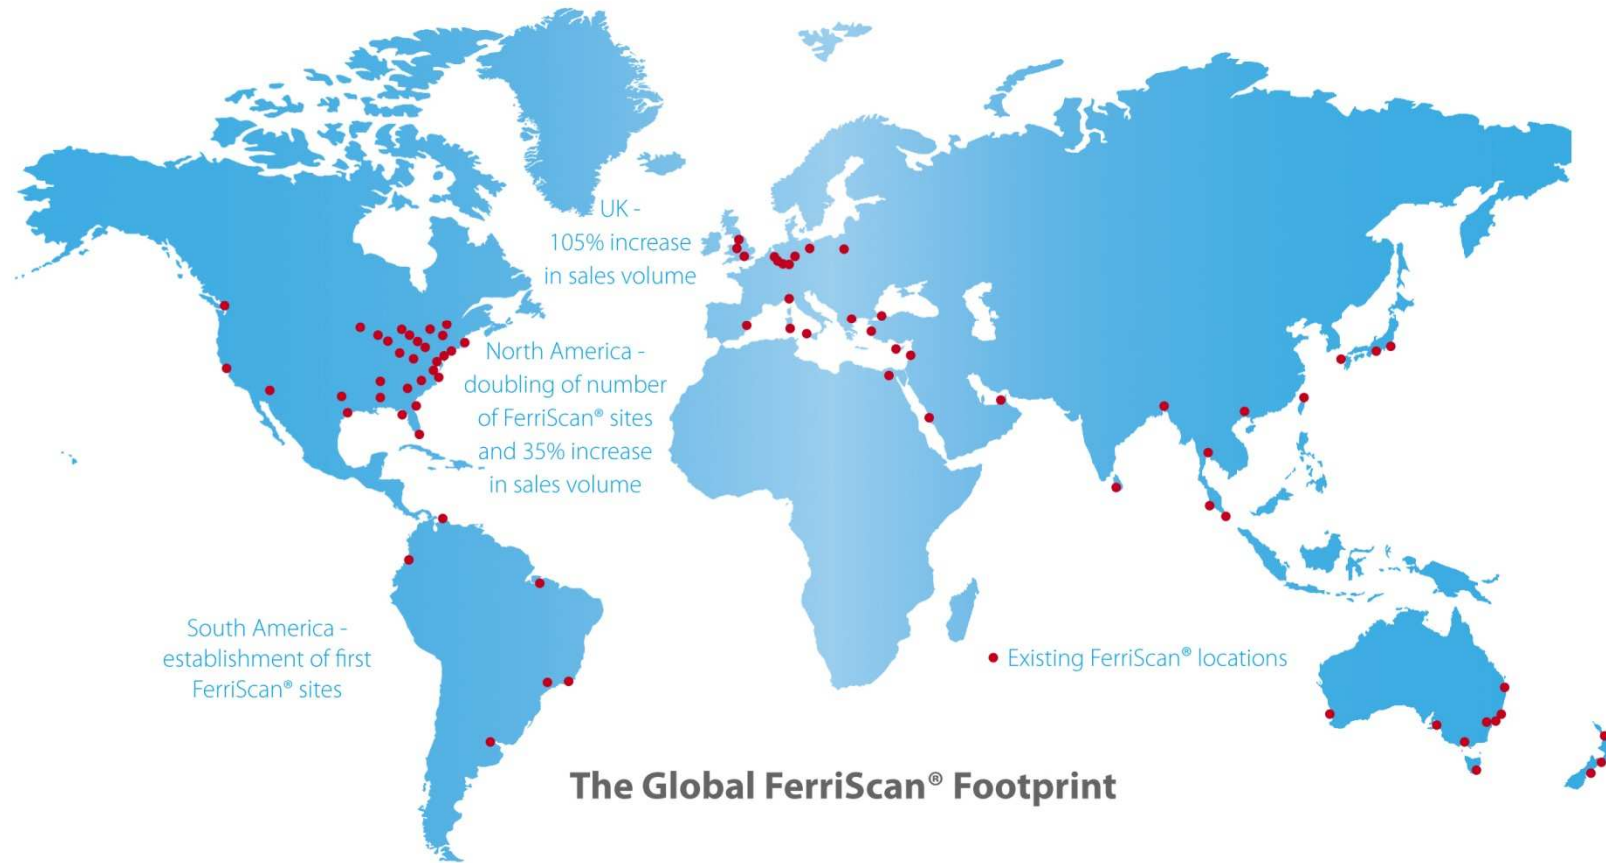 UK -
105% increase
in sales volume
North America -
doubling of number
of FerriScan® sites
and 35% increase
in sales volume
South America -
establishment of first
FerriScan® sites
Existing FerriScan® locations
The Global FerriScan® Footprint